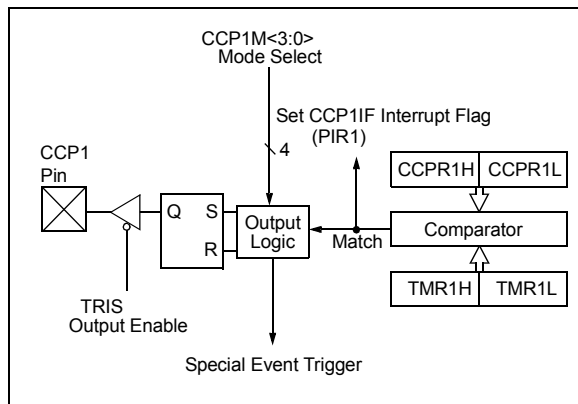 CCP1M<3:0>
Mode Select
Set CCP1IF Interrupt Flag
(PIR1)
4
CCP1
Pin
CCPR1H CCPR1L
Q S
R
Output
Logic
Match
Comparator
TRIS
Output Enable
TMR1H TMR1L
Special Event Trigger